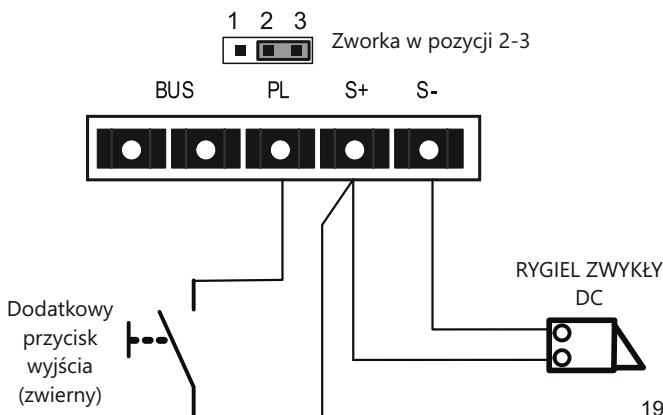 1 2 3
Zworka w pozycji 2-3
BUS PL S+ S-
RYGIEL ZWYKŁY
DC
Dodatkowy
przycisk
wyjścia
(zwierny)
19